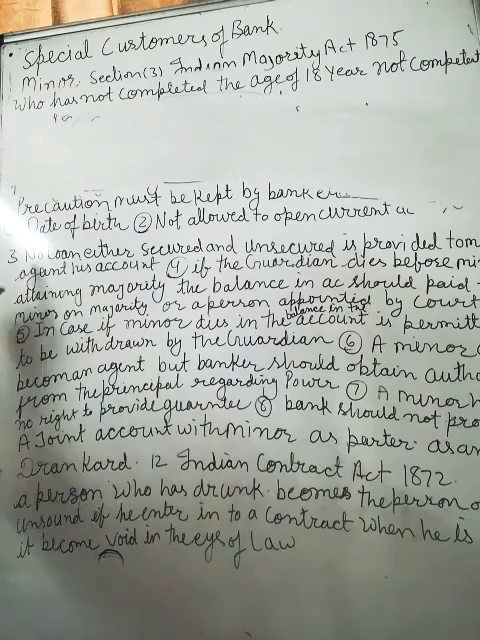 • Special Customers of Bank.
Minor. Section (3) Indian Majority Act 1875
who has not completed the age of 18 Year not Competent
Precaution must be kept by banker
Date of birth ② Not allowed to open current ac
3 No loan either secured and unsecured is provided to
against his account ④ if the Guardian dies before
attaining majority the balance in ac should paid
minor on majority or a person appointed by Court
⑤ In Case if minor dies in the balance in the account is permitt
to be withdrawn by the Guardian ⑥ A minor
becom an agent but banker should obtain
from the principal regarding Power ⑦ A minor
no right to provide guarntee ⑧ bank should not
A Joint account with minor as parter. as
Drankard. 12 Indian Contract Act 1872.
a person who has drunk. becomes the person
unsound if he enter in to a contract when he is
it become void in the eye of law